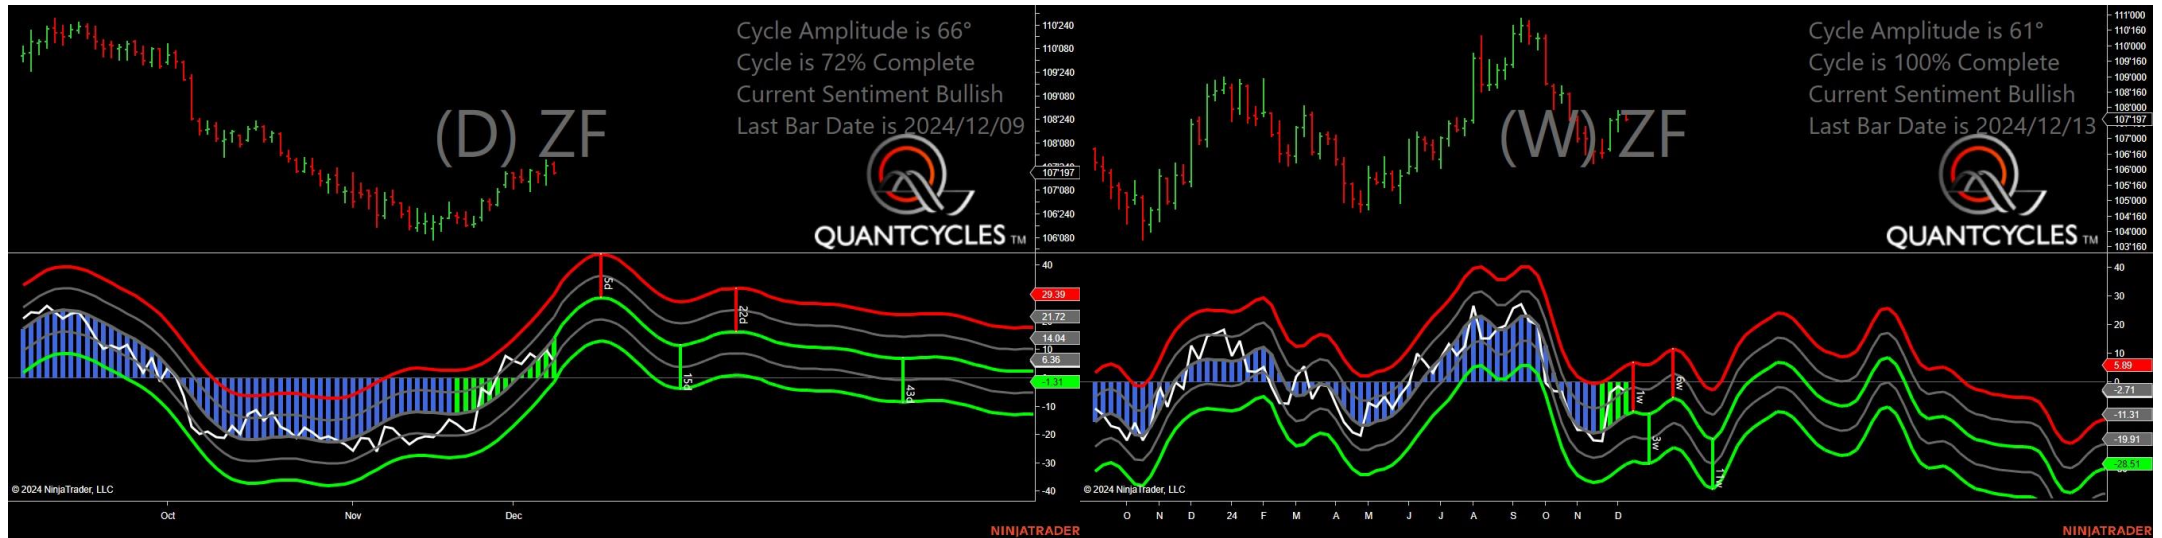 Cycle Amplitude is 66°
Cycle is 72% Complete
Current Sentiment Bullish
Last Bar Date is 2024/12/09
(D) ZF
QUANTCYCLES TM
110'240
110'080
109'240
109'080
108'240
108'080
107'197
107'080
106'240
106'080
5d
22d
15d
43d
40
29.39
21.72
14.04
10
6.36
-1.31
-10
-20
-30
-40
© 2024 NinjaTrader, LLC
Oct
Nov
Dec
NINJATRADER
Cycle Amplitude is 61°
Cycle is 100% Complete
Current Sentiment Bullish
Last Bar Date is 2024/12/13
(W) ZF
QUANTCYCLES TM
111'000
110'160
110'000
109'160
109'000
108'160
108'000
107'197
107'000
106'160
106'000
105'160
105'000
104'160
104'000
103'160
1w
6w
3w
11w
40
30
20
10
5.89
0
-2.71
-11.31
-19.91
-28.51
© 2024 NinjaTrader, LLC
O N D 24 F M A M J J A S O N D
NINJATRADER